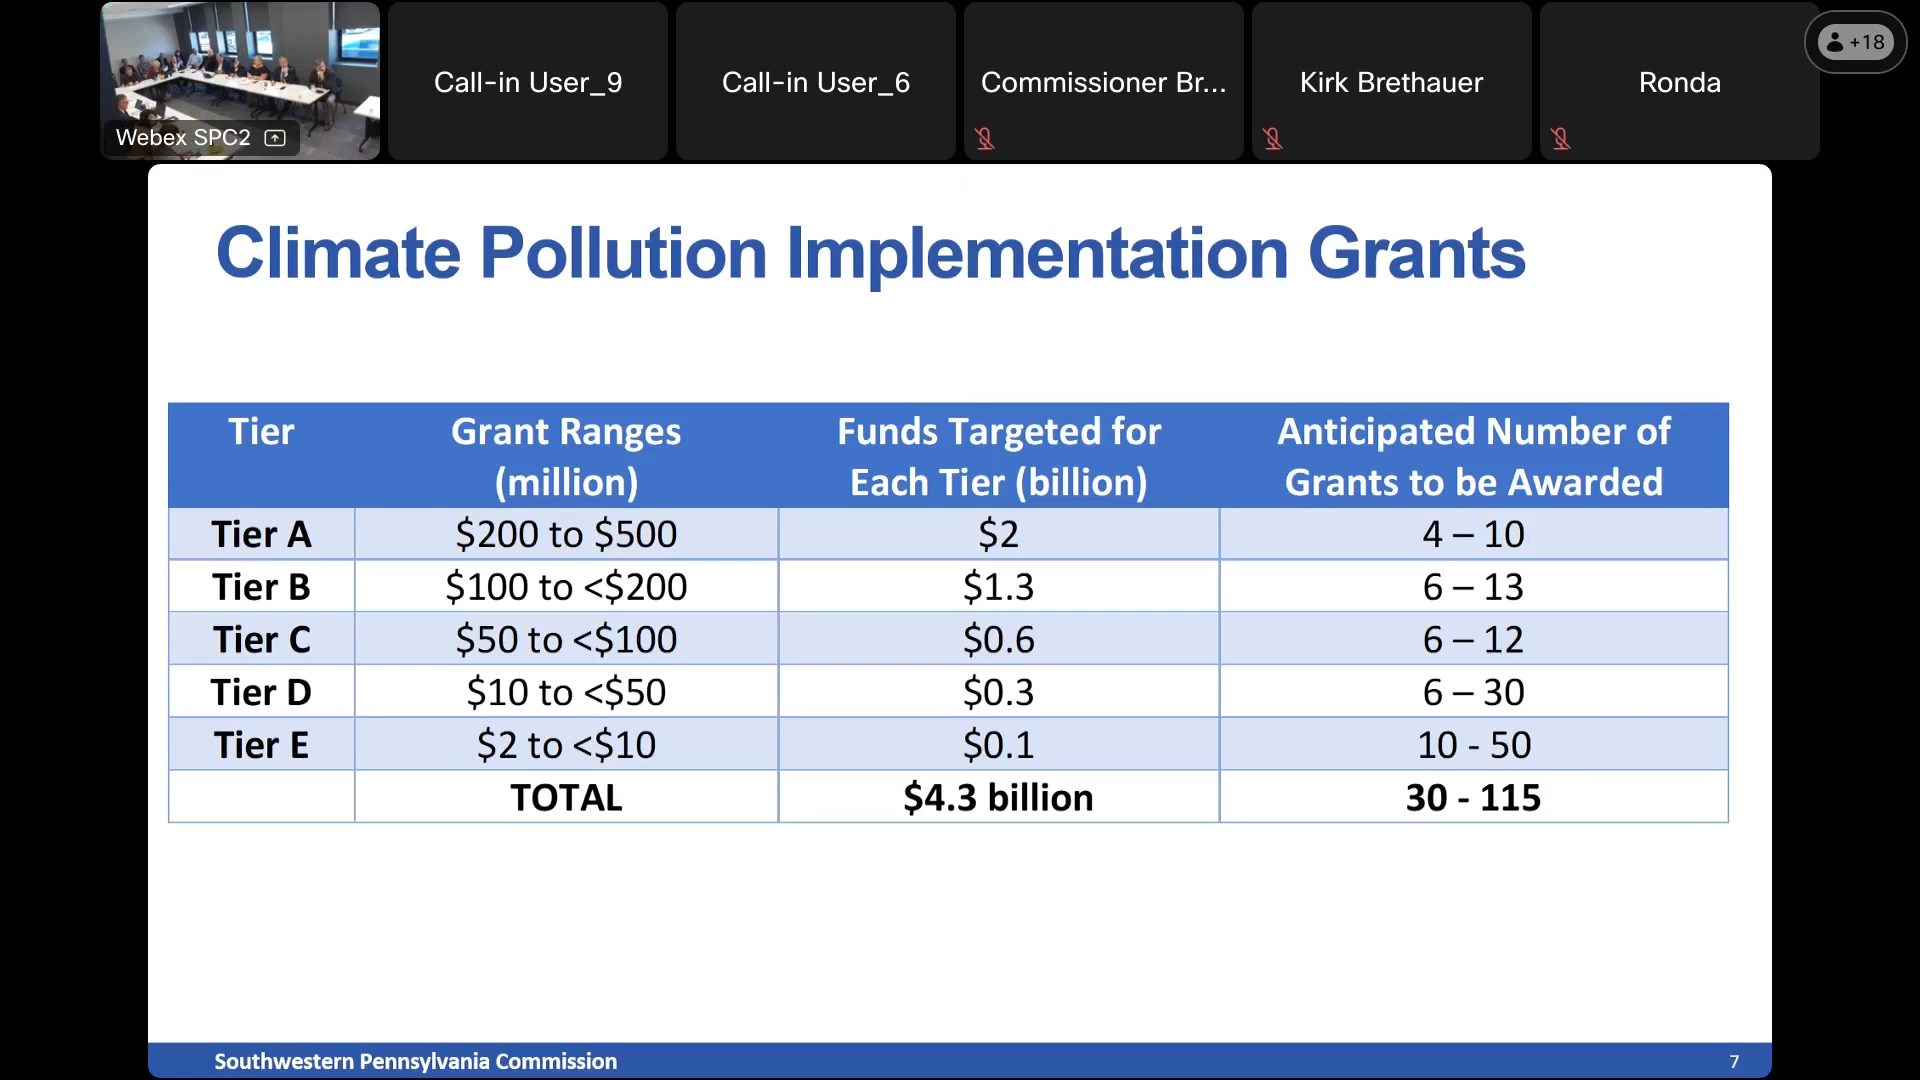 Webex SPC2
Call-in User_9
Call-in User_6
Commissioner Br...
Kirk Brethauer
Ronda
+18
Climate Pollution Implementation Grants
Tier
Grant Ranges
(million)
Funds Targeted for
Each Tier (billion)
Anticipated Number of
Grants to be Awarded
Tier A $200 to $500 $2 4 – 10
Tier B $100 to <$200 $1.3 6 – 13
Tier C $50 to <$100 $0.6 6 – 12
Tier D $10 to <$50 $0.3 6 – 30
Tier E $2 to <$10 $0.1 10 - 50
TOTAL $4.3 billion 30 - 115
Southwestern Pennsylvania Commission 7